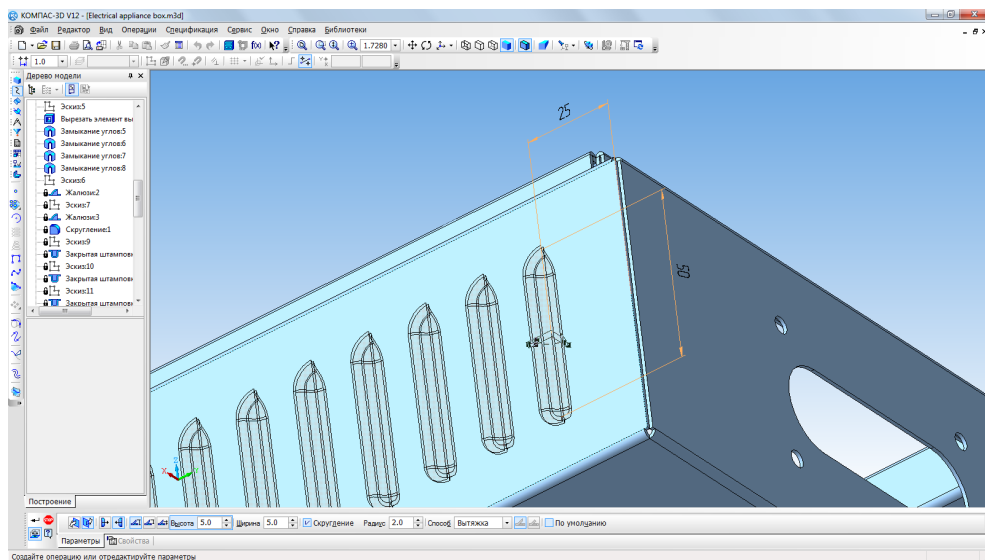 КОМПАС-3D V12 - [Electrical appliance box.m3d]
Файл Редактор Вид Операции Спецификация Сервис Окно Справка Библиотеки
1.7280
1.0
Дерево модели
Эскиз:5
Вырезать элемент вы
Замыкание углов:5
Замыкание углов:6
Замыкание углов:7
Замыкание углов:8
Эскиз:6
Жалюзи:2
Эскиз:7
Жалюзи:3
Скругление:1
Эскиз:9
Закрытая штамповк
Эскиз:10
Закрытая штамповк
Эскиз:11
Закрытая штамповк
Построение
25
50
X Z Y
Высота 5.0 Ширина 5.0 Скругление Радиус 2.0 Способ Вытяжка По умолчанию
Параметры Свойства
Создайте операцию или отредактируйте параметры